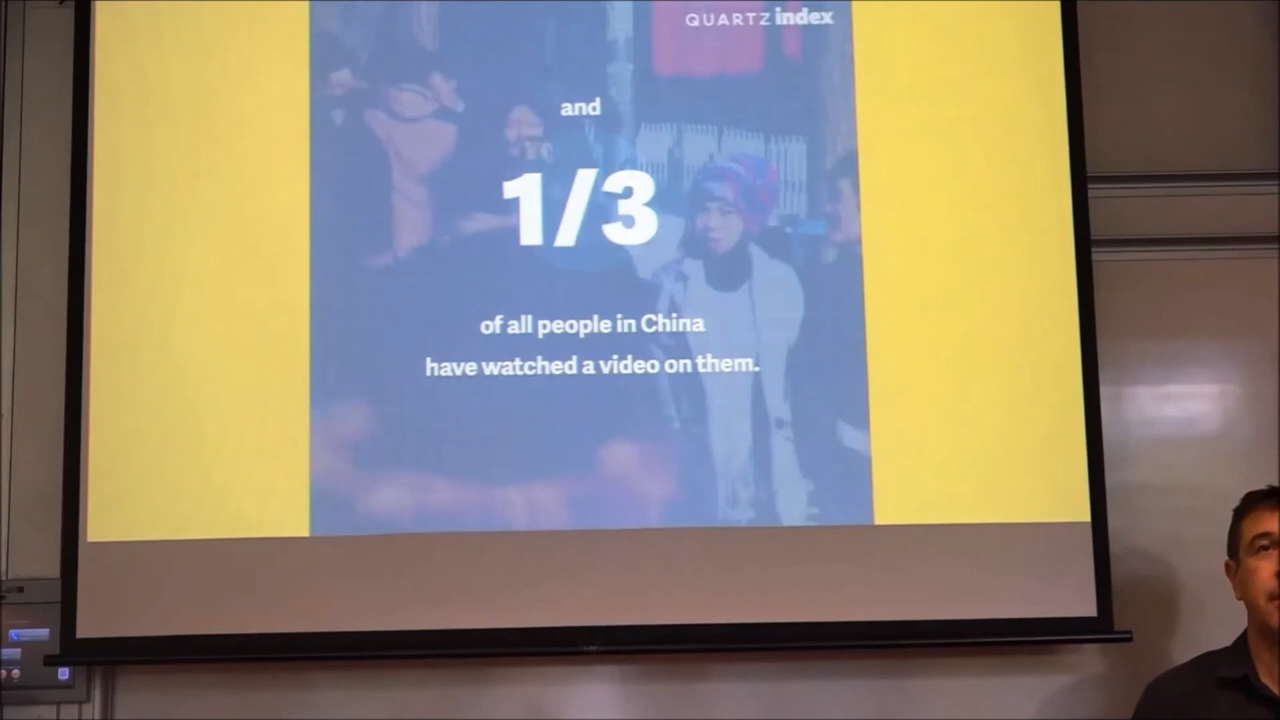 QUARTZ index
and
1/3
of all people in China
have watched a video on them.